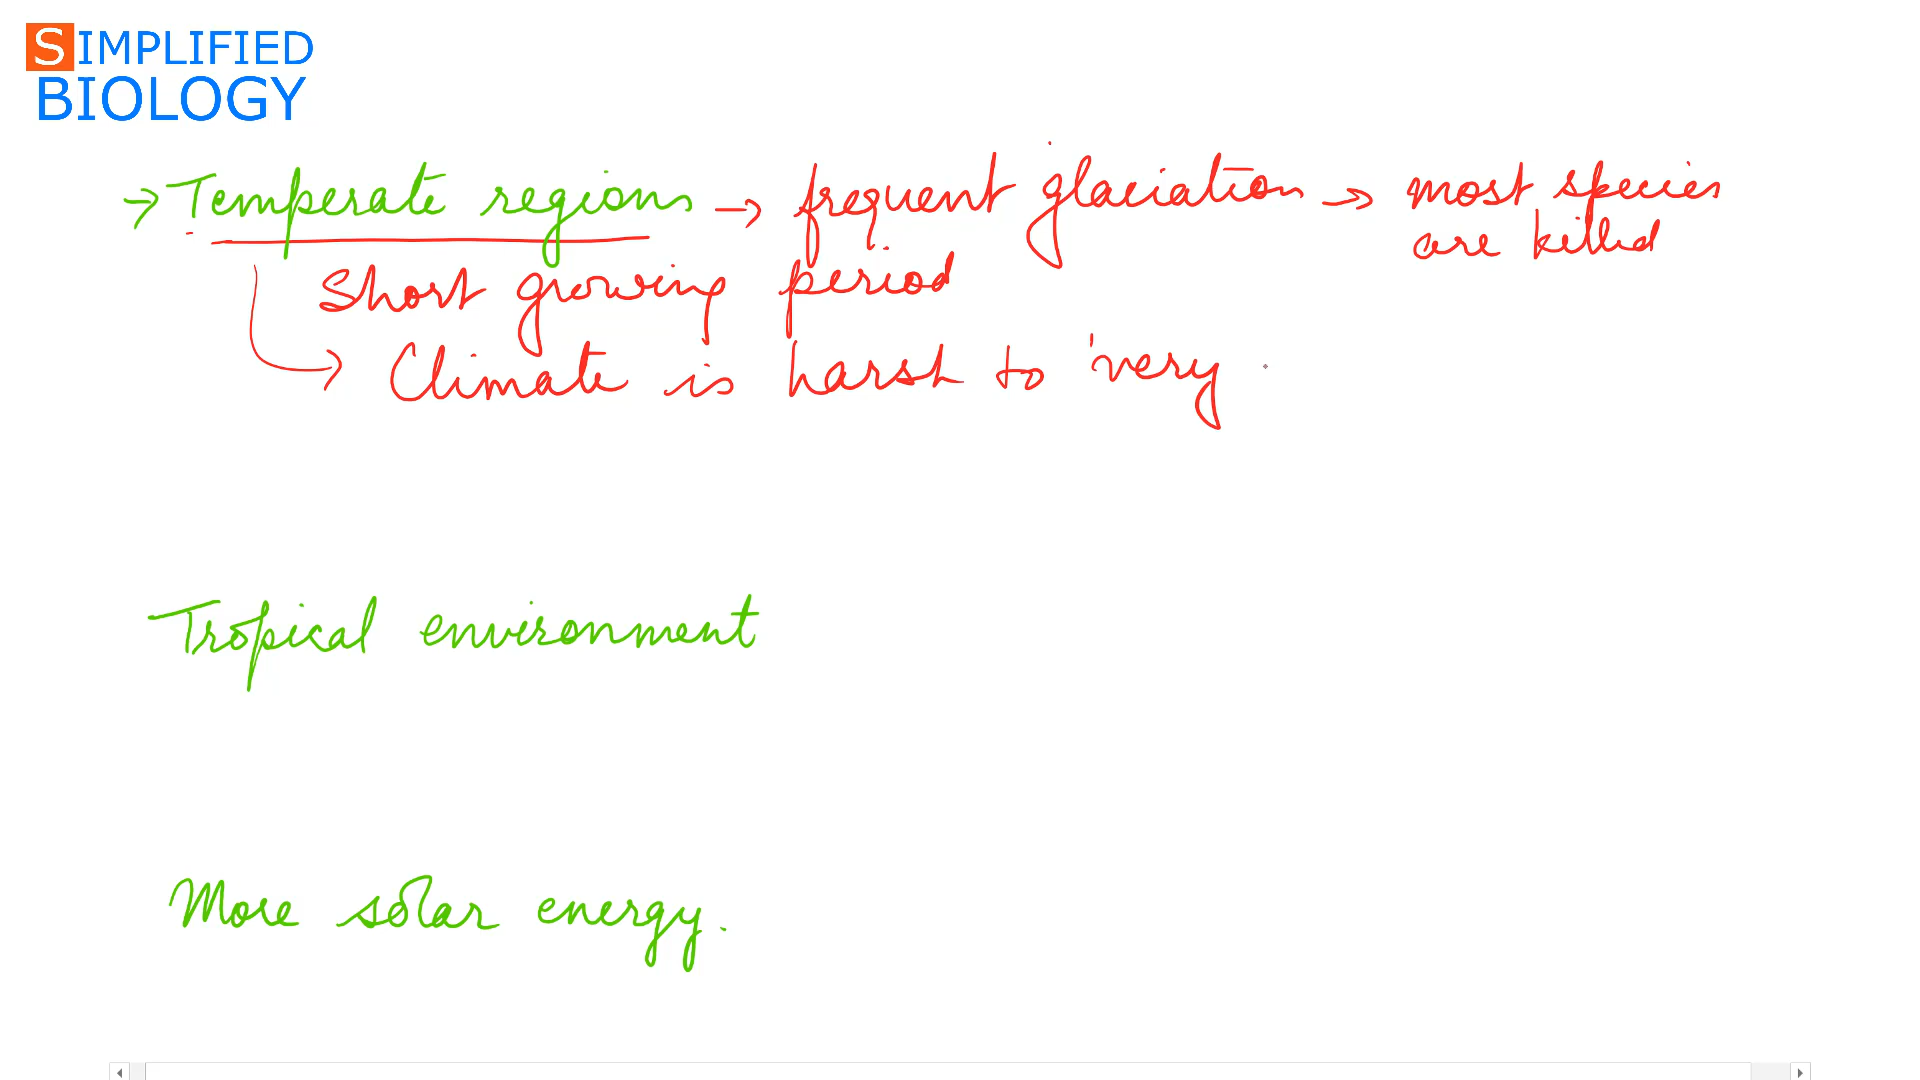 SIMPLIFIED
BIOLOGY
→ Temperate regions → frequent glaciation → most species
are killed
Short growing period
→ Climate is harsh to very
Tropical environment
More solar energy.